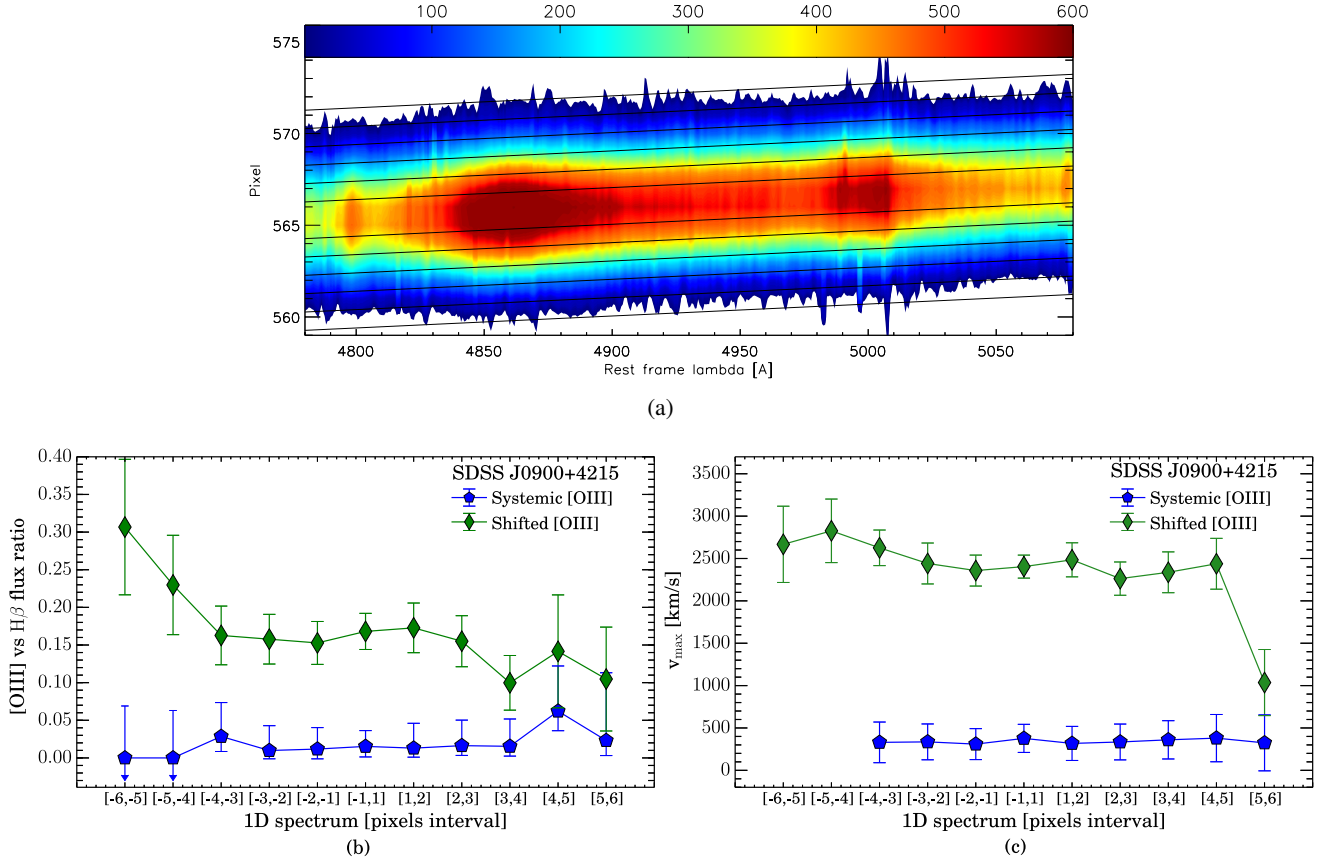 100 200 300 400 500 600
575
570
565
560
Pixel
4800 4850 4900 4950 5000 5050
Rest frame lambda [A]
(a)
0.40
0.35
0.30
0.25
0.20
0.15
0.10
0.05
0.00
[OIII] vs Hβ flux ratio
SDSS J0900+4215
Systemic [OIII]
Shifted [OIII]
[-6,-5] [-5,-4] [-4,-3] [-3,-2] [-2,-1] [-1,1] [1,2] [2,3] [3,4] [4,5] [5,6]
1D spectrum [pixels interval]
(b)
3500
3000
2500
2000
1500
1000
500
0
vmax [km/s]
SDSS J0900+4215
Systemic [OIII]
Shifted [OIII]
[-6,-5] [-5,-4] [-4,-3] [-3,-2] [-2,-1] [-1,1] [1,2] [2,3] [3,4] [4,5] [5,6]
1D spectrum [pixels interval]
(c)